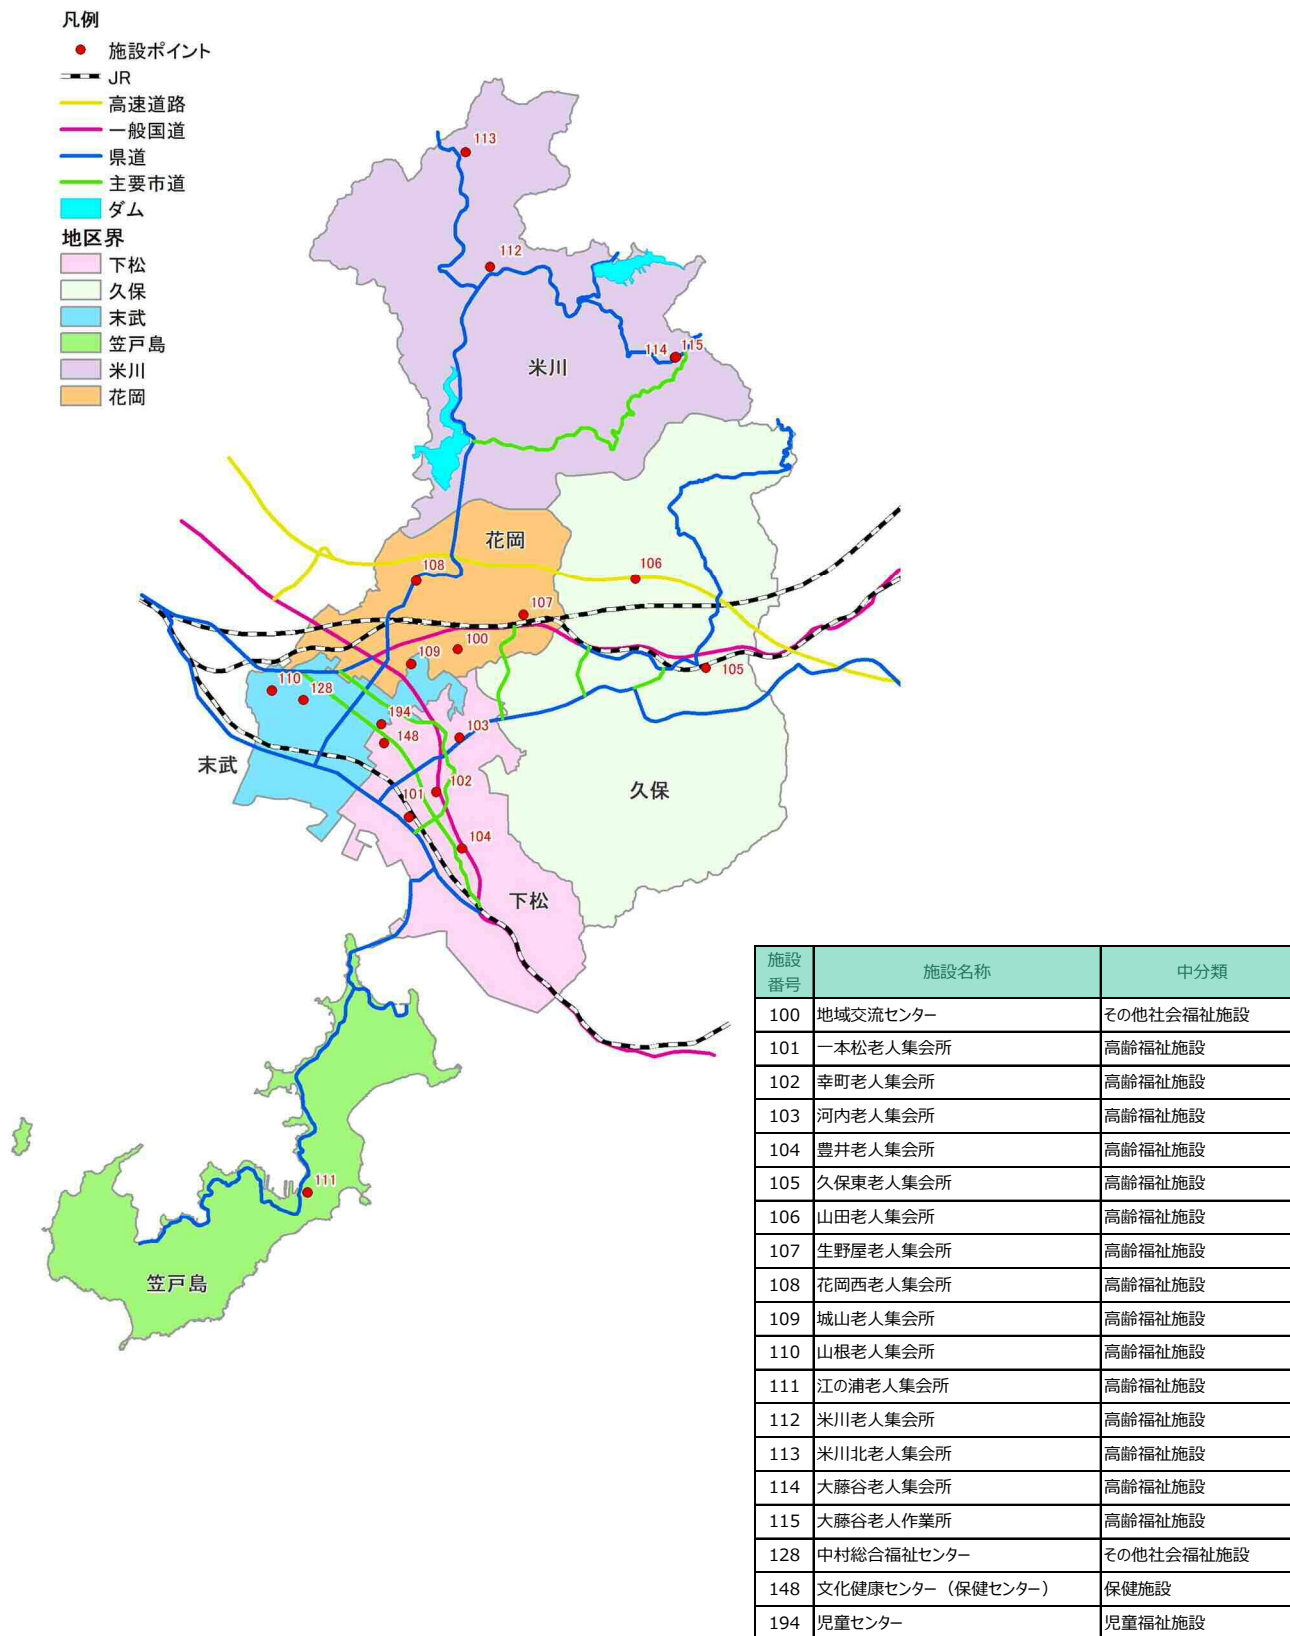 凡例
施設ポイント
JR
高速道路
一般国道
県道
主要市道
ダム
地区界
下松
久保
末武
笠戸島
米川
花岡
113
112
114
115
米川
花岡
108
106
107
100
109
105
110
128
194
103
148
末武
102
101
久保
104
下松
111
笠戸島
施設番号 施設名称 中分類
100 地域交流センター その他社会福祉施設
101 一本松老人集会所 高齢福祉施設
102 幸町老人集会所 高齢福祉施設
103 河内老人集会所 高齢福祉施設
104 豊井老人集会所 高齢福祉施設
105 久保東老人集会所 高齢福祉施設
106 山田老人集会所 高齢福祉施設
107 生野屋老人集会所 高齢福祉施設
108 花岡西老人集会所 高齢福祉施設
109 城山老人集会所 高齢福祉施設
110 山根老人集会所 高齢福祉施設
111 江の浦老人集会所 高齢福祉施設
112 米川老人集会所 高齢福祉施設
113 米川北老人集会所 高齢福祉施設
114 大藤谷老人集会所 高齢福祉施設
115 大藤谷老人作業所 高齢福祉施設
128 中村総合福祉センター その他社会福祉施設
148 文化健康センター（保健センター） 保健施設
194 児童センター 児童福祉施設